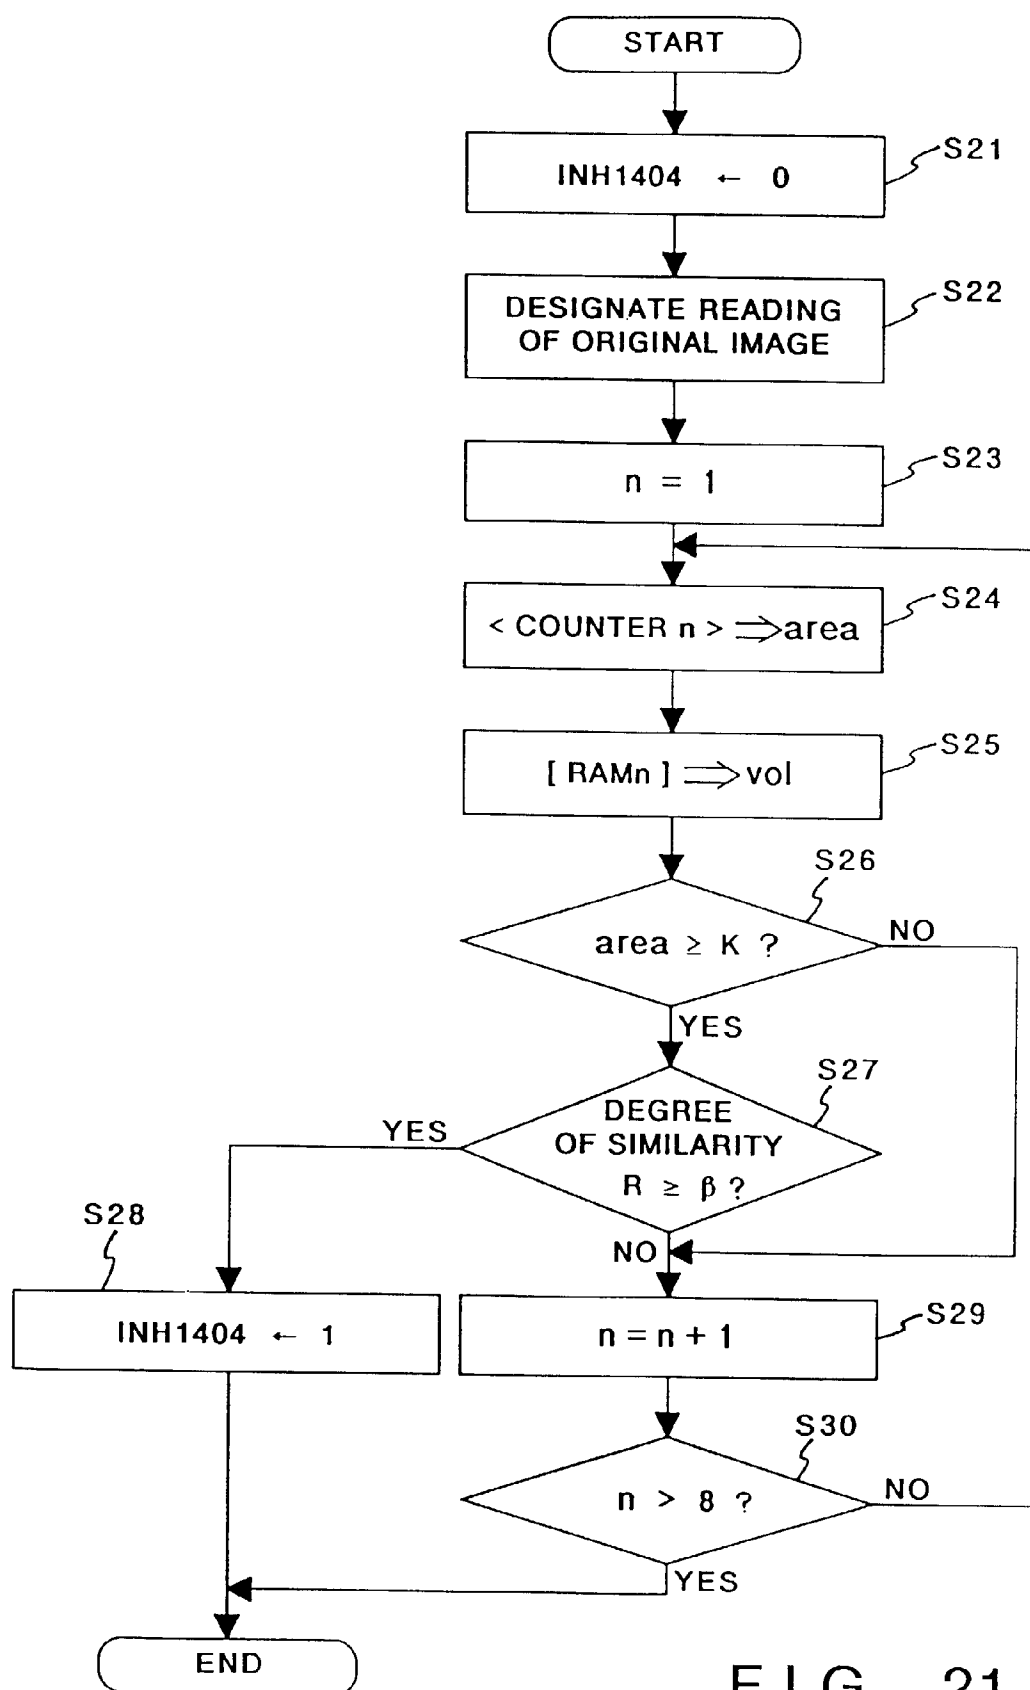 START
INH1404 ← 0
S21
DESIGNATE READING
OF ORIGINAL IMAGE
S22
n = 1
S23
< COUNTER n > ⇒ area
S24
[ RAMn ] ⇒ vol
S25
area ≥ K ?
S26
NO
YES
DEGREE
OF SIMILARITY
R ≥ β ?
S27
YES
NO
S28
INH1404 ← 1
n = n + 1
S29
n > 8 ?
S30
NO
YES
END
FIG. 21